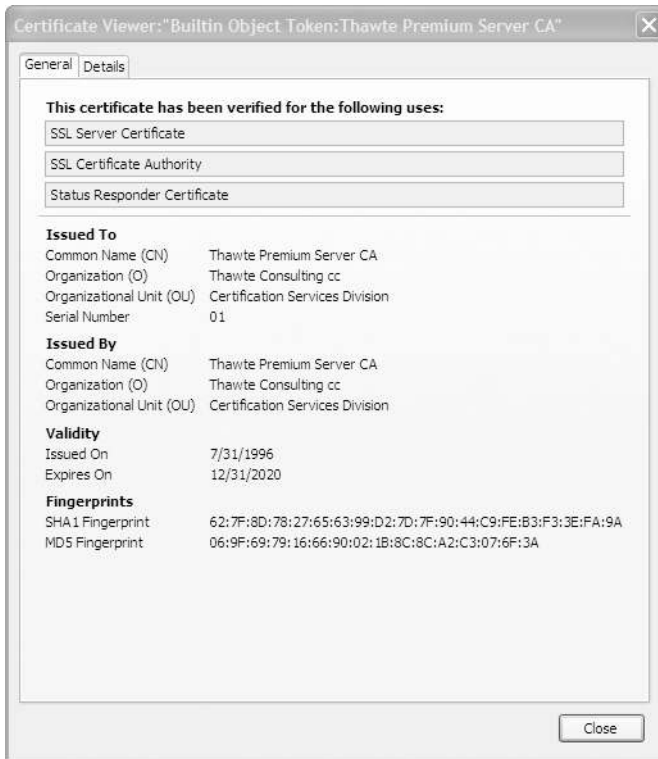 Certificate Viewer:"Builtin Object Token:Thawte Premium Server CA"
General Details
This certificate has been verified for the following uses:
SSL Server Certificate
SSL Certificate Authority
Status Responder Certificate
Issued To
Common Name (CN) Thawte Premium Server CA
Organization (O) Thawte Consulting cc
Organizational Unit (OU) Certification Services Division
Serial Number 01
Issued By
Common Name (CN) Thawte Premium Server CA
Organization (O) Thawte Consulting cc
Organizational Unit (OU) Certification Services Division
Validity
Issued On 7/31/1996
Expires On 12/31/2020
Fingerprints
SHA1 Fingerprint 62:7F:8D:78:27:65:63:99:D2:7D:7F:90:44:C9:FE:B3:F3:3E:FA:9A
MD5 Fingerprint 06:9F:69:79:16:66:90:02:1B:8C:8C:A2:C3:07:6F:3A
Close